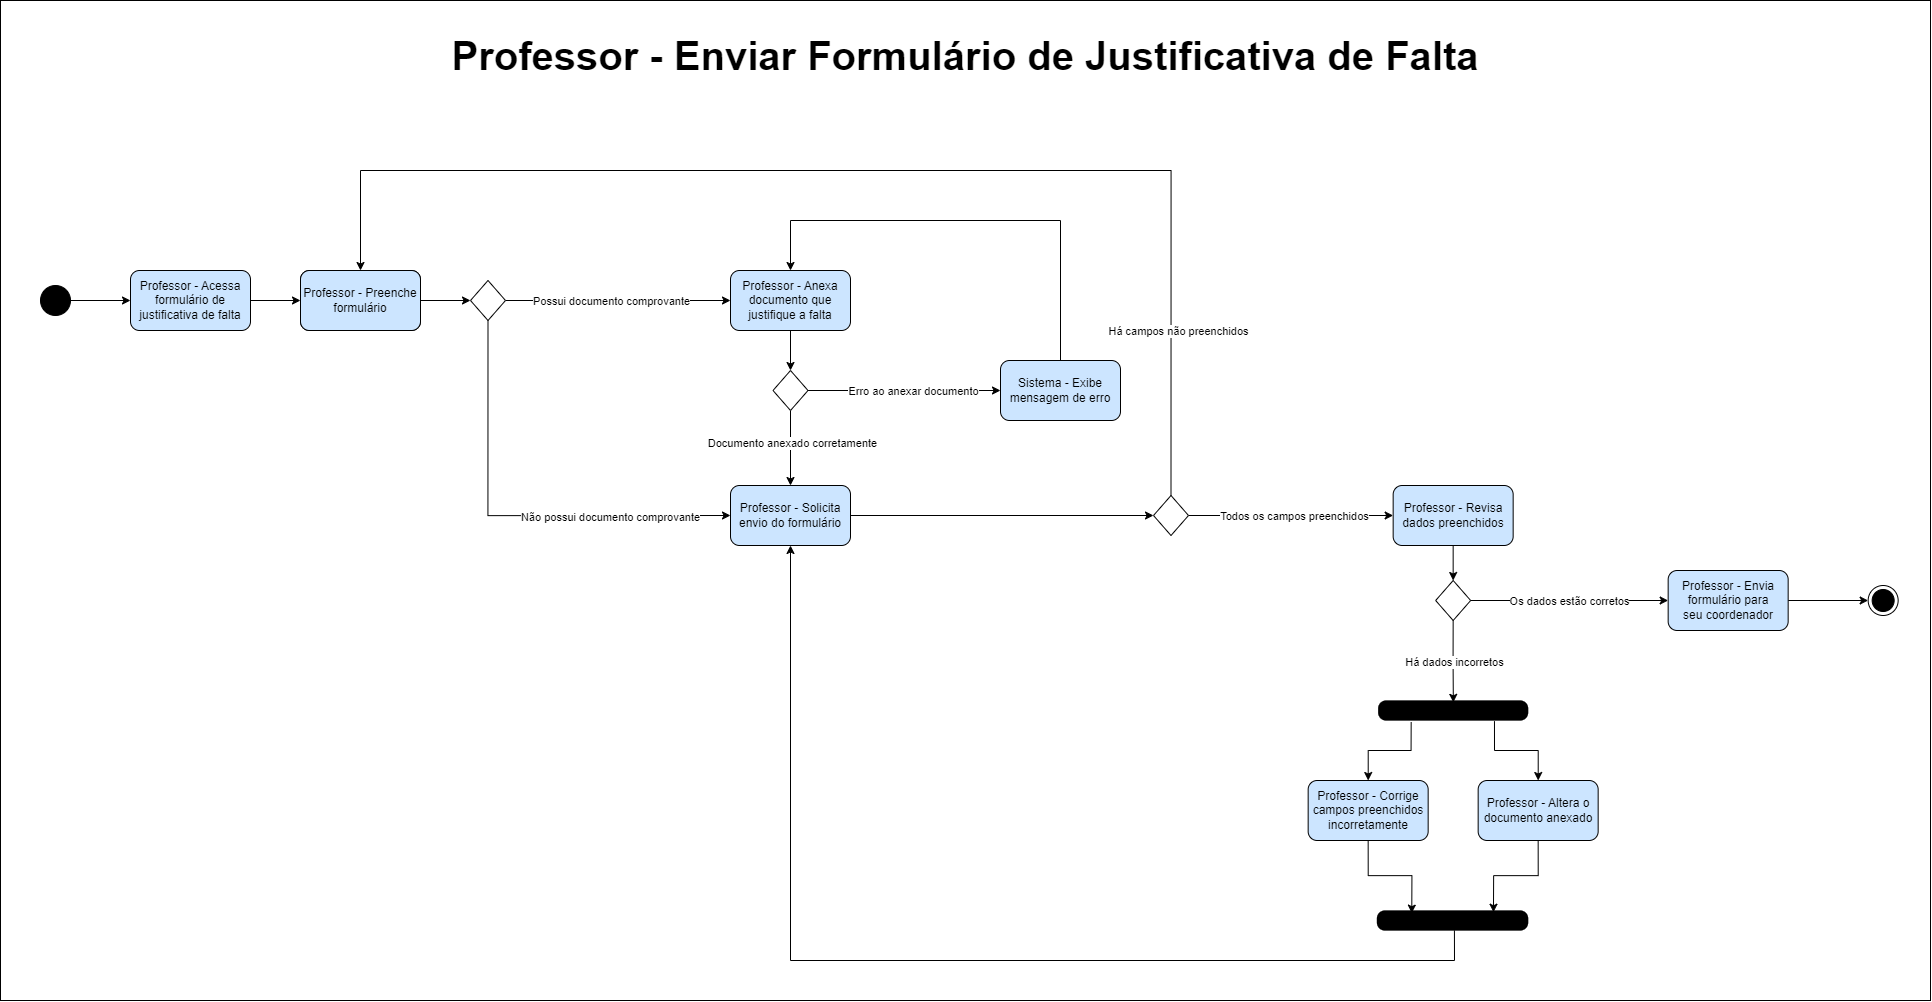 Professor - Enviar Formulário de Justificativa de Falta
Professor - Acessa
formulário de
justificativa de falta
Professor - Preenche
formulário
Possui documento comprovante
Professor - Anexa
documento que
justifique a falta
Há campos não preenchidos
Erro ao anexar documento
Sistema - Exibe
mensagem de erro
Documento anexado corretamente
Não possui documento comprovante
Professor - Solicita
envio do formulário
Todos os campos preenchidos
Professor - Revisa
dados preenchidos
Os dados estão corretos
Professor - Envia
formulário para
seu coordenador
Há dados incorretos
Professor - Corrige
campos preenchidos
incorretamente
Professor - Altera o
documento anexado